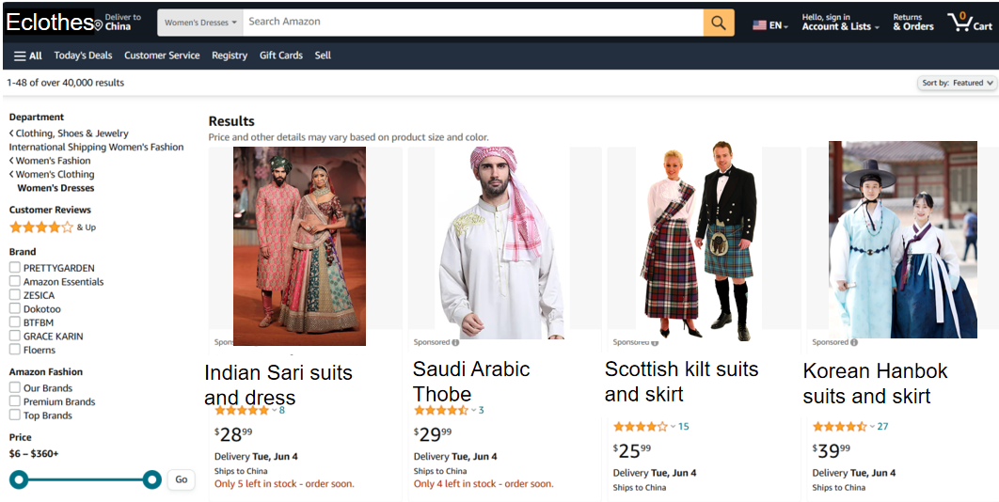 Eclothes
Deliver to
China
Women's Dresses
Search Amazon
EN
Hello, sign in
Account & Lists
Returns
& Orders
0
Cart
All
Today's Deals
Customer Service
Registry
Gift Cards
Sell
1-48 of over 40,000 results
Sort by: Featured
Department
Clothing, Shoes & Jewelry
International Shipping Women's Fashion
Women's Fashion
Women's Clothing
Women's Dresses
Customer Reviews
& Up
Brand
PRETTYGARDEN
Amazon Essentials
ZESICA
Dokotoo
BTFBM
GRACE KARIN
Floerns
Amazon Fashion
Our Brands
Premium Brands
Top Brands
Price
$6 – $360+
Go
Results
Price and other details may vary based on product size and color.
Indian Sari suits
and dress
8
$28 99
Delivery Tue, Jun 4
Ships to China
Only 5 left in stock - order soon.
Sponsored
Saudi Arabic
Thobe
3
$29 99
Delivery Tue, Jun 4
Ships to China
Only 4 left in stock - order soon.
Scottish kilt suits
and skirt
15
$25 99
Delivery Tue, Jun 4
Ships to China
Sponsored
Korean Hanbok
suits and skirt
27
$39 99
Delivery Tue, Jun 4
Ships to China